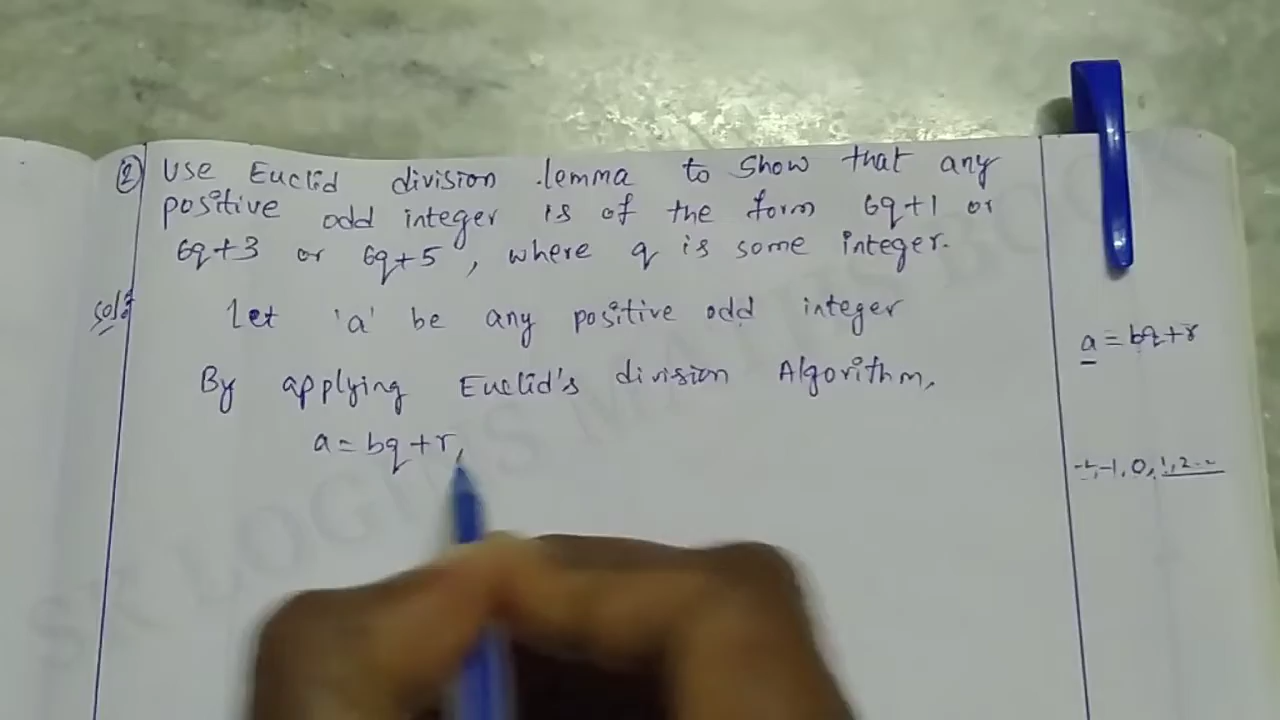 ② Use Euclid division lemma to show that any
positive odd integer is of the form 6q+1 or
6q+3 or 6q+5, where q is some integer.
Sol:
Let 'a' be any positive odd integer
a = bq+r
By applying Euclid's division Algorithm,
a = bq+r,
-2,-1,0,1,2--